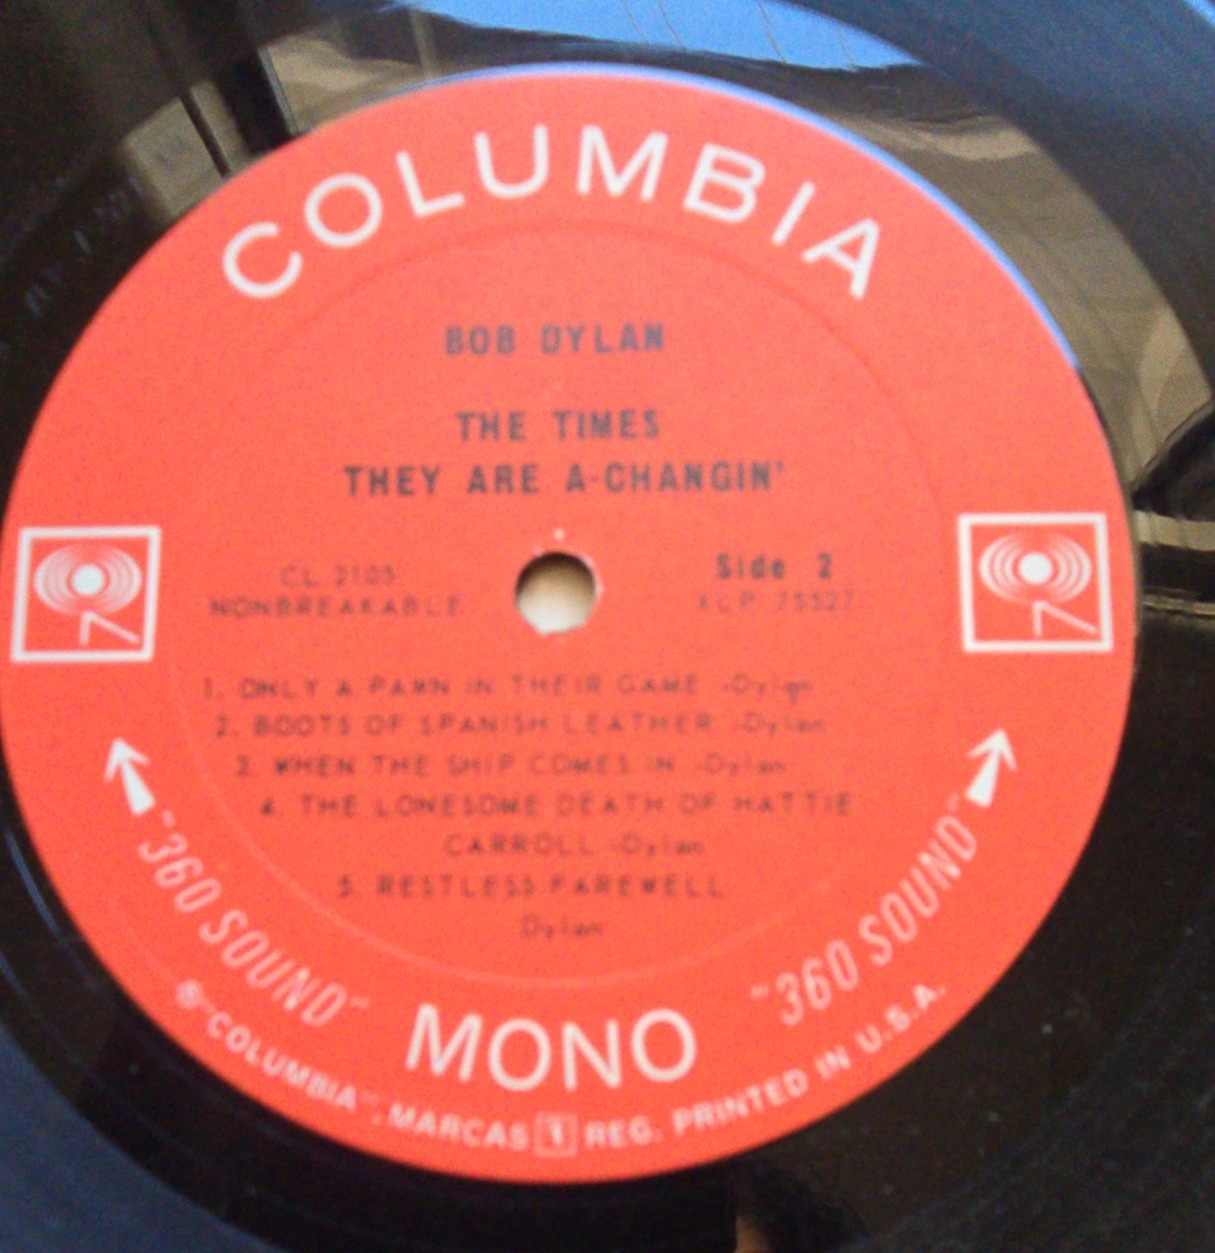 COLUMBIA
BOB DYLAN
THE TIMES
THEY ARE A-CHANGIN'
CL 2105
NONBREAKABLE
Side 2
XLP 75527
1. ONLY A PAWN IN THEIR GAME -Dylan
2. BOOTS OF SPANISH LEATHER -Dylan
3. WHEN THE SHIP COMES IN -Dylan
4. THE LONESOME DEATH OF HATTIE
CARROLL -Dylan
5. RESTLESS FAREWELL
Dylan
"360 SOUND"
MONO
"360 SOUND"
® "COLUMBIA", MARCAS 1 REG. PRINTED IN U.S.A.